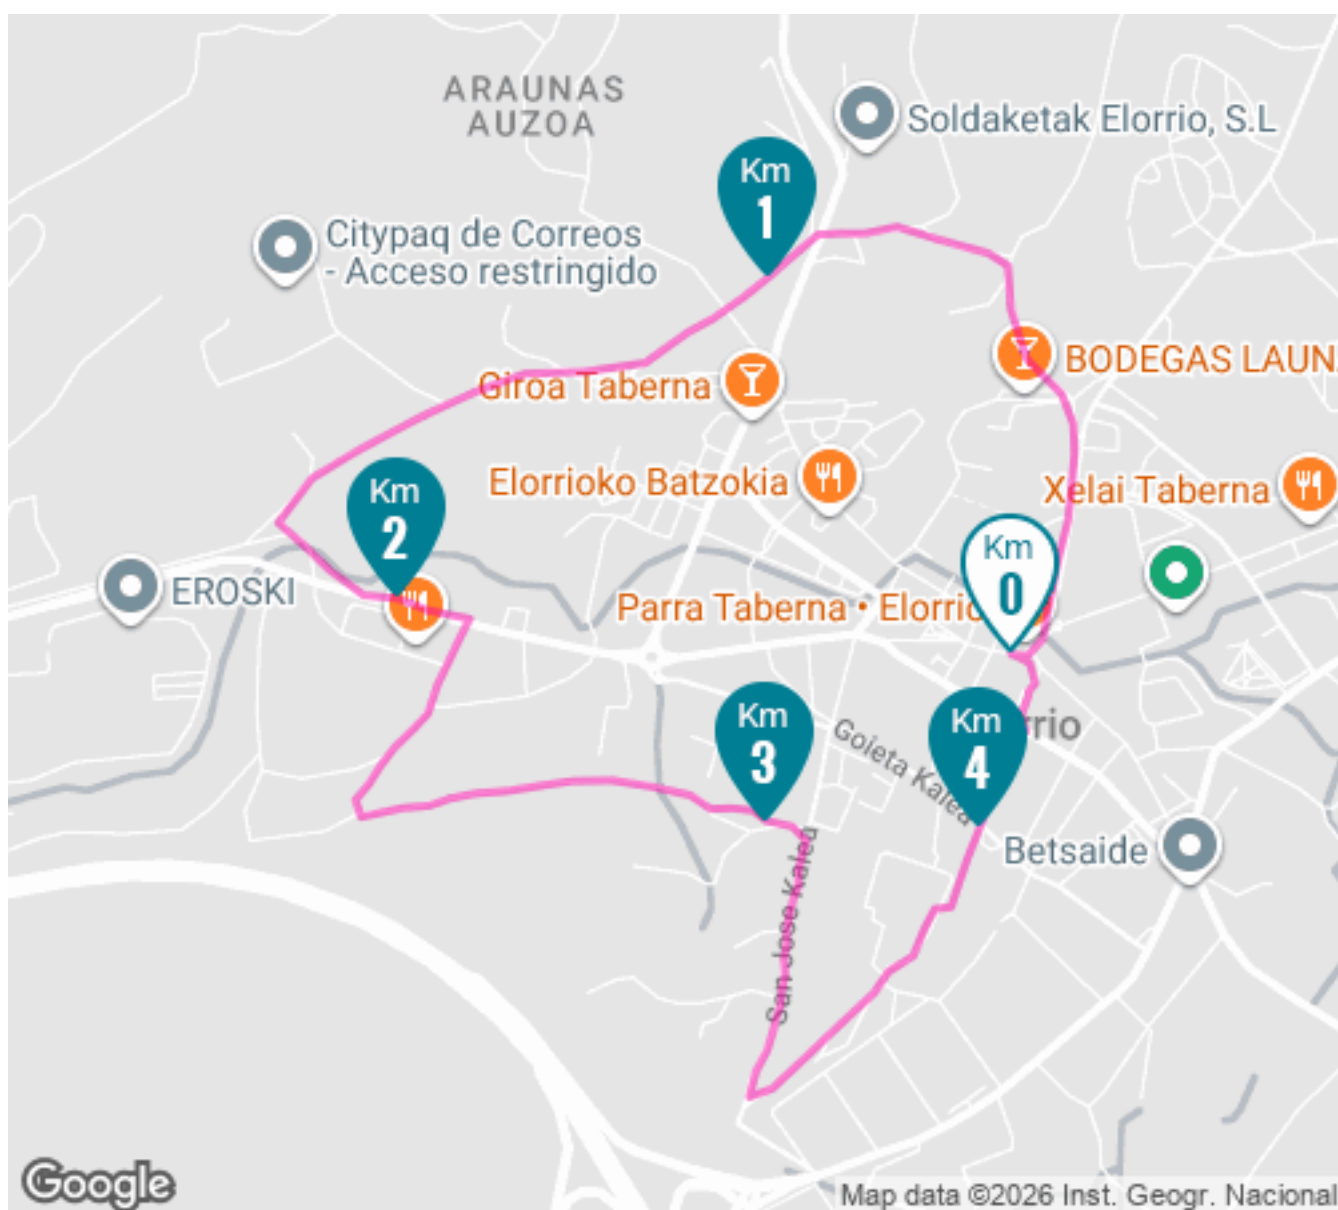 ARAUNAS
AUZOA
Soldaketak Elorrio, S.L
Km
1
Citypaq de Correos
- Acceso restringido
Giroa Taberna
BODEGAS LAUN
Km
2
Elorrioko Batzokia
Xelai Taberna
Km
0
EROSKI
Parra Taberna • Elorrio
Km
3
Goieta Kalea
Km
4
rrio
Betsaide
San Jose Kalea
Google
Map data ©2026 Inst. Geogr. Nacional